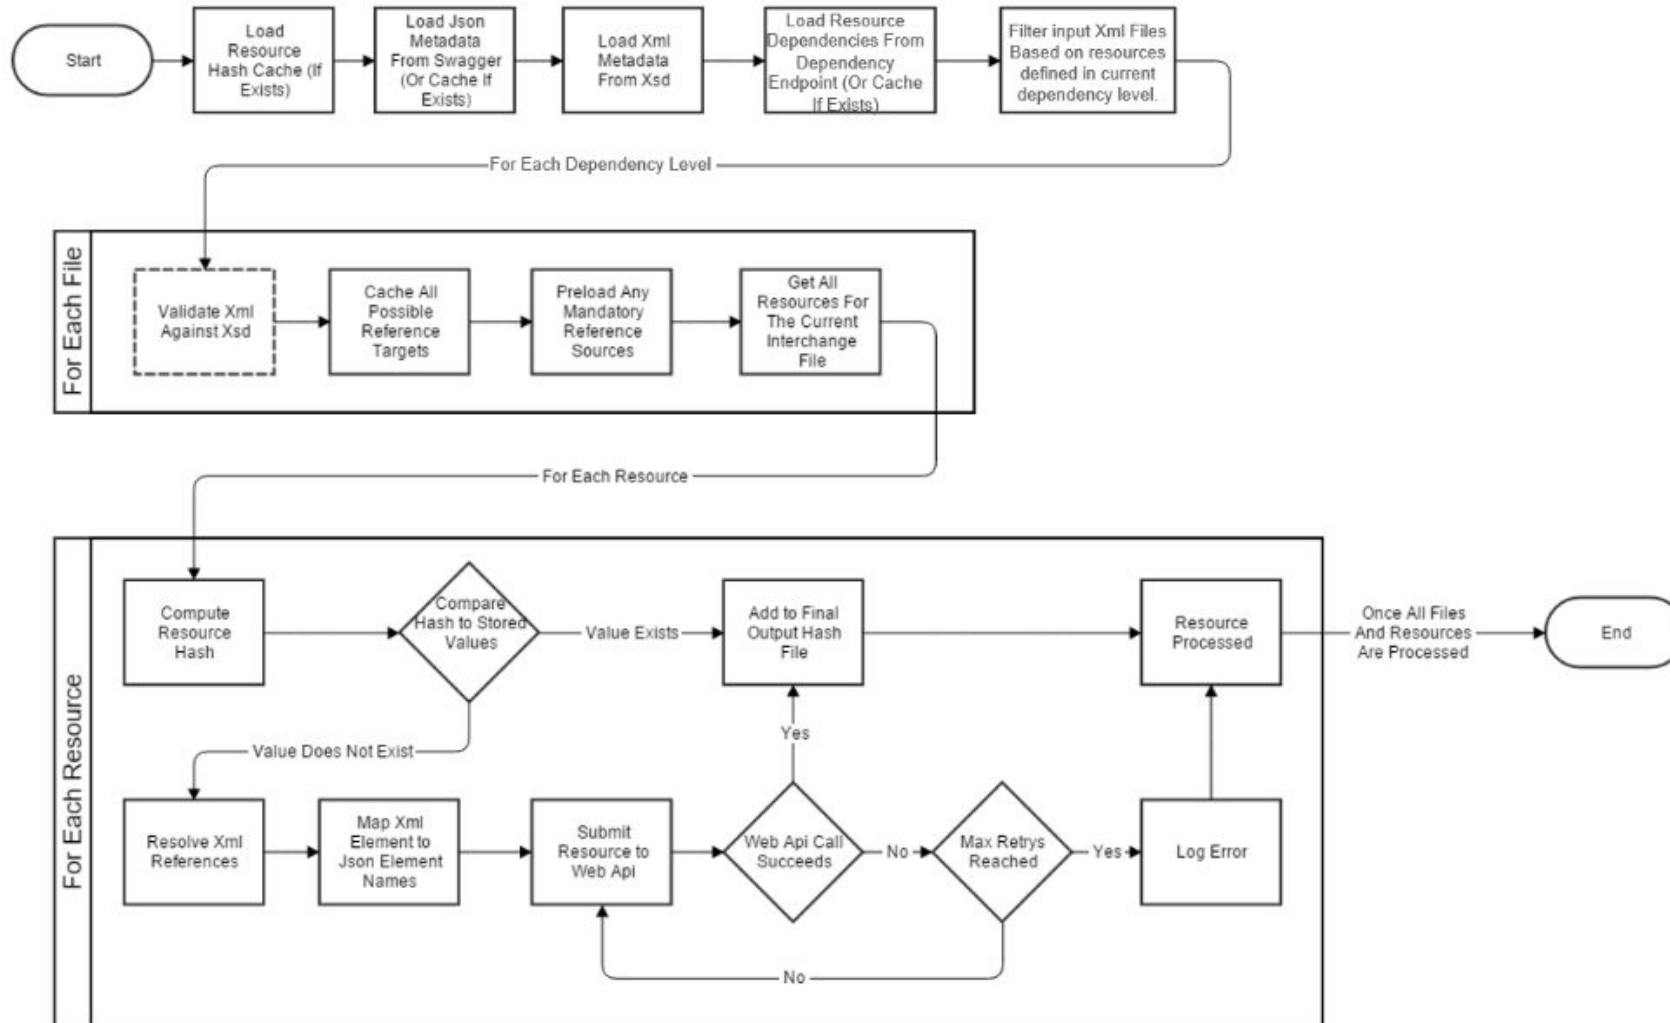 Start
Load
Resource
Hash Cache (If
Exists)
Load Json
Metadata
From Swagger
(Or Cache If
Exists)
Load Xml
Metadata
From Xsd
Load Resource
Dependencies From
Dependency
Endpoint (Or Cache
If Exists)
Filter input Xml Files
Based on resources
defined in current
dependency level.
For Each Dependency Level
For Each File
Validate Xml
Against Xsd
Cache All
Possible
Reference
Targets
Preload Any
Mandatory
Reference
Sources
Get All
Resources For
The Current
Interchange
File
For Each Resource
For Each Resource
Compute
Resource
Hash
Compare
Hash to Stored
Values
Value Exists
Add to Final
Output Hash
File
Resource
Processed
Once All Files
And Resources
Are Processed
End
Value Does Not Exist
Yes
Resolve Xml
References
Map Xml
Element to
Json Element
Names
Submit
Resource to
Web Api
Web Api Call
Succeeds
No
Max Retrys
Reached
Yes
Log Error
No